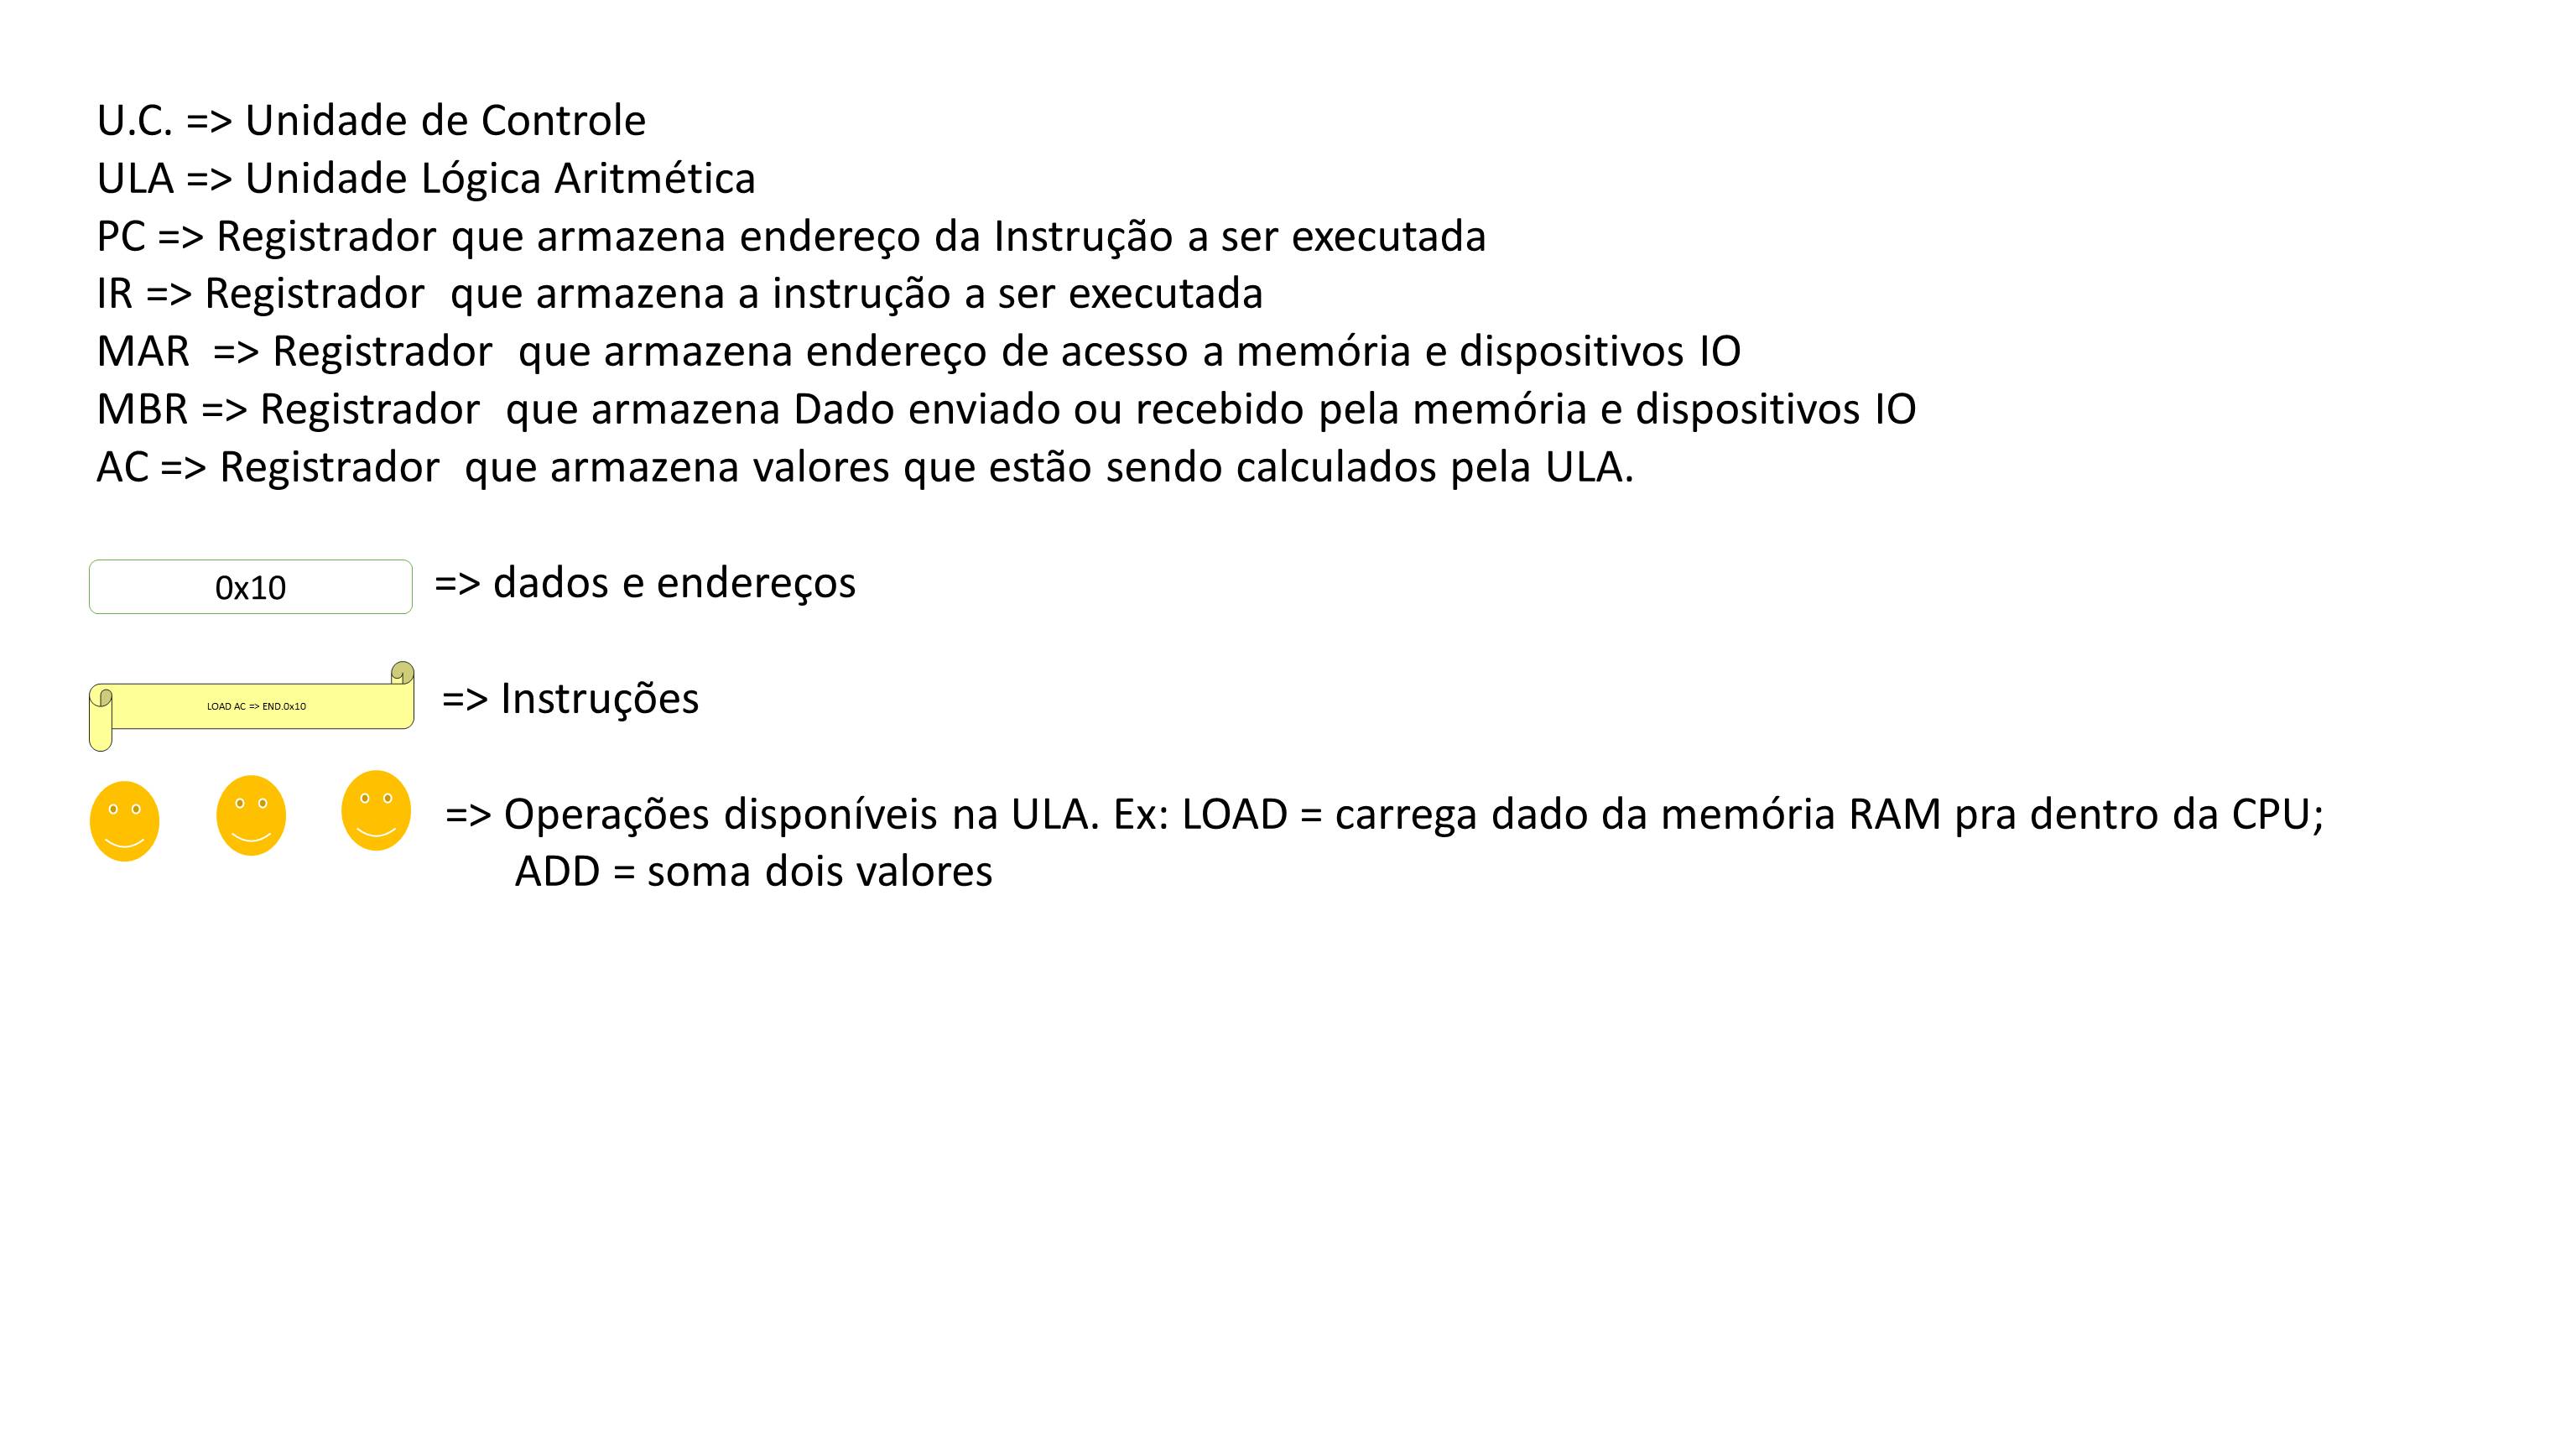 U.C. => Unidade de Controle
ULA => Unidade Lógica Aritmética
PC => Registrador que armazena endereço da Instrução a ser executada
IR => Registrador  que armazena a instrução a ser executada
MAR  => Registrador  que armazena endereço de acesso a memória e dispositivos IO
MBR => Registrador  que armazena Dado enviado ou recebido pela memória e dispositivos IO
AC => Registrador  que armazena valores que estão sendo calculados pela ULA.
0x10 => dados e endereços
LOAD AC => END.0x10 => Instruções
=> Operações disponíveis na ULA. Ex: LOAD = carrega dado da memória RAM pra dentro da CPU;
ADD = soma dois valores